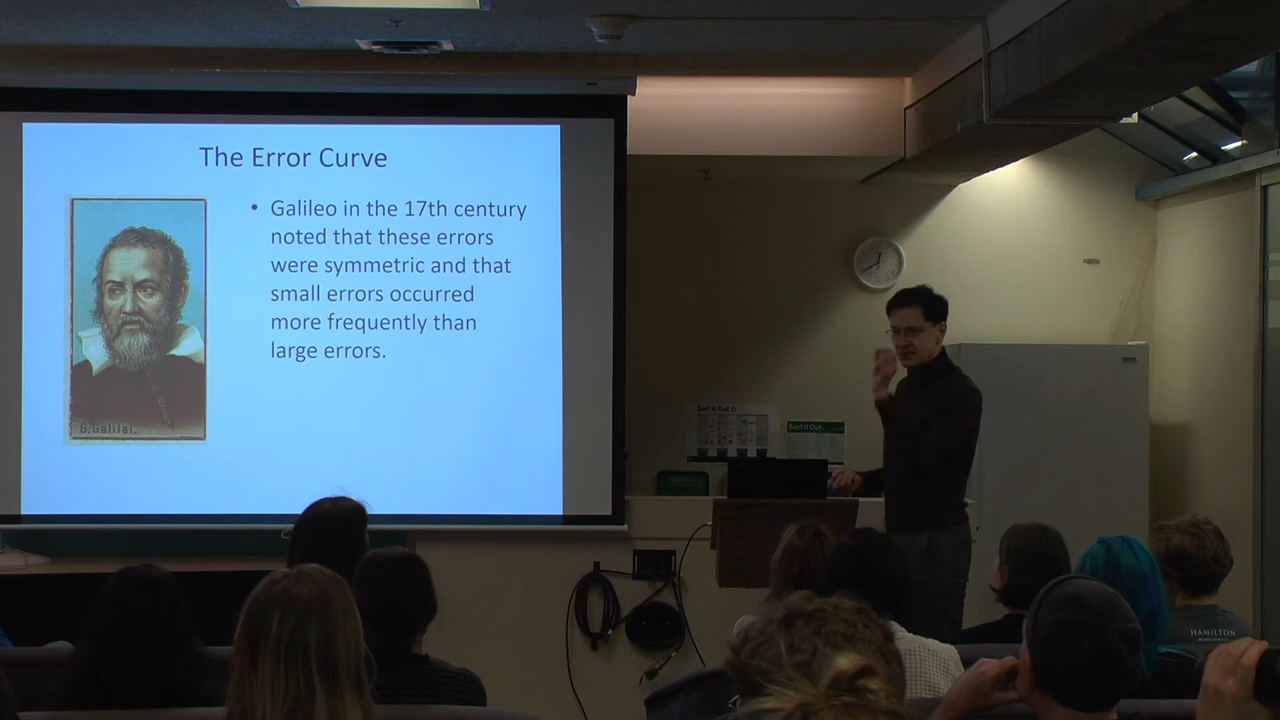 The Error Curve
• Galileo in the 17th century
noted that these errors
were symmetric and that
small errors occurred
more frequently than
large errors.
G. Galilei.
Sort It Out
Sort It Out.
HAMILTON